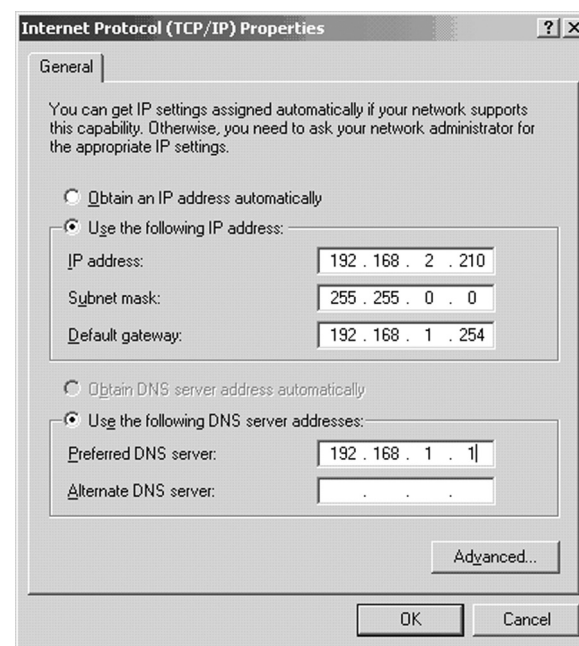 Internet Protocol (TCP/IP) Properties
General
You can get IP settings assigned automatically if your network supports
this capability. Otherwise, you need to ask your network administrator for
the appropriate IP settings.
Obtain an IP address automatically
Use the following IP address:
IP address: 192 . 168 . 2 . 210
Subnet mask: 255 . 255 . 0 . 0
Default gateway: 192 . 168 . 1 . 254
Obtain DNS server address automatically
Use the following DNS server addresses:
Preferred DNS server: 192 . 168 . 1 . 1
Alternate DNS server: . . .
Advanced...
OK Cancel